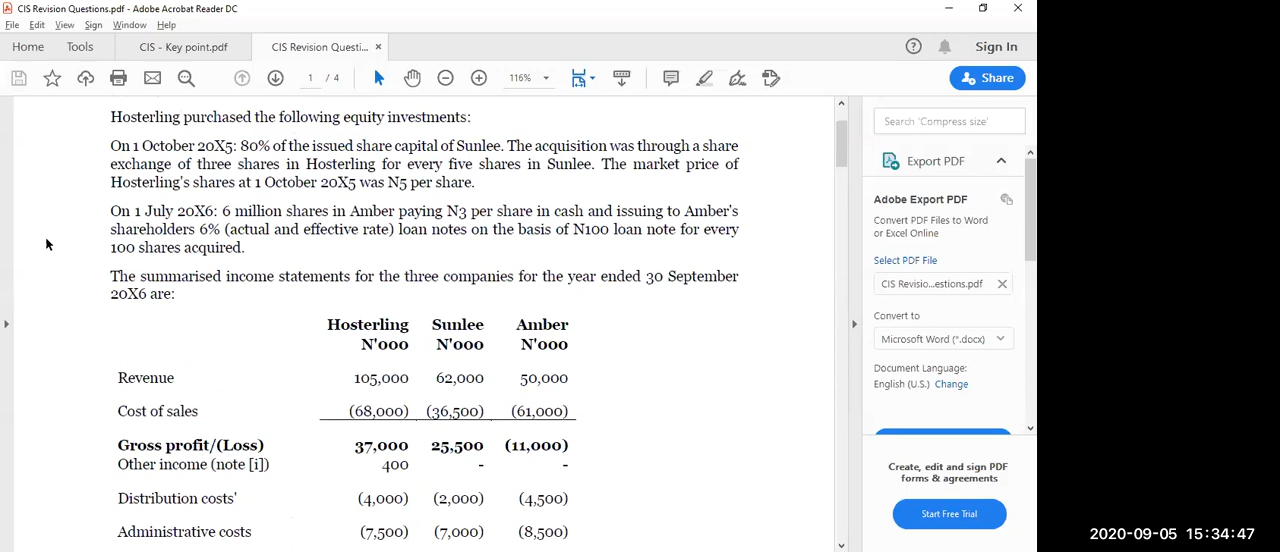 CIS Revision Questions.pdf - Adobe Acrobat Reader DC
File Edit View Sign Window Help
Home Tools CIS - Key point.pdf CIS Revision Questi... × Sign In
1 / 4 116% Share
Hosterling purchased the following equity investments:
On 1 October 20X5: 80% of the issued share capital of Sunlee. The acquisition was through a share
exchange of three shares in Hosterling for every five shares in Sunlee. The market price of
Hosterling's shares at 1 October 20X5 was N5 per share.
On 1 July 20X6: 6 million shares in Amber paying N3 per share in cash and issuing to Amber's
shareholders 6% (actual and effective rate) loan notes on the basis of N100 loan note for every
100 shares acquired.
The summarised income statements for the three companies for the year ended 30 September
20X6 are:
Hosterling Sunlee Amber
N'000 N'000 N'000
Revenue 105,000 62,000 50,000
Cost of sales (68,000) (36,500) (61,000)
Gross profit/(Loss) 37,000 25,500 (11,000)
Other income (note [i]) 400 - -
Distribution costs' (4,000) (2,000) (4,500)
Administrative costs (7,500) (7,000) (8,500)
Search 'Compress size'
Export PDF
Adobe Export PDF
Convert PDF Files to Word
or Excel Online
Select PDF File
CIS Revisio...estions.pdf ×
Convert to
Microsoft Word (*.docx)
Document Language:
English (U.S.) Change
Create, edit and sign PDF
forms & agreements
Start Free Trial
2020-09-05 15:34:47